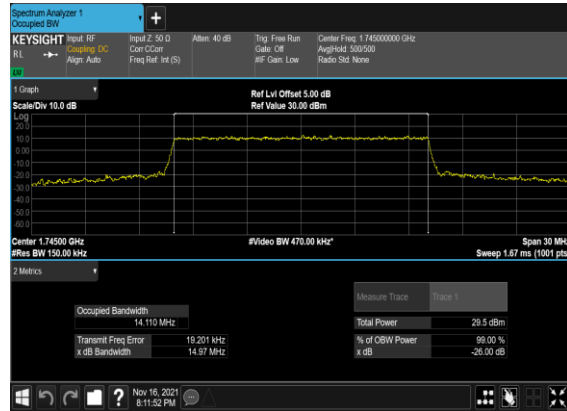 Spectrum Analyzer 1
Occupied BW
+
KEYSIGHT Input: RF Input Z: 50 Ω Atten: 40 dB Trig: Free Run Center Freq: 1.745000000 GHz
RL Coupling: DC Corr CCorr Gate: Off Avg|Hold: 500/500
Align: Auto Freq Ref: Int (S) #IF Gain: Low Radio Std: None
LW
1 Graph
Ref Lvl Offset 5.00 dB
Scale/Div 10.0 dB Ref Value 30.00 dBm
Log
20.0
10.0
0.00
-10.0
-20.0
-30.0
-40.0
-50.0
-60.0
Center 1.74500 GHz #Video BW 470.00 kHz* Span 30 MHz
#Res BW 150.00 kHz Sweep 1.67 ms (1001 pts
2 Metrics
Measure Trace Trace 1
Occupied Bandwidth
14.110 MHz Total Power 29.5 dBm
Transmit Freq Error 19.201 kHz % of OBW Power 99.00 %
x dB Bandwidth 14.97 MHz x dB -26.00 dB
? Nov 16, 2021
8:11:52 PM